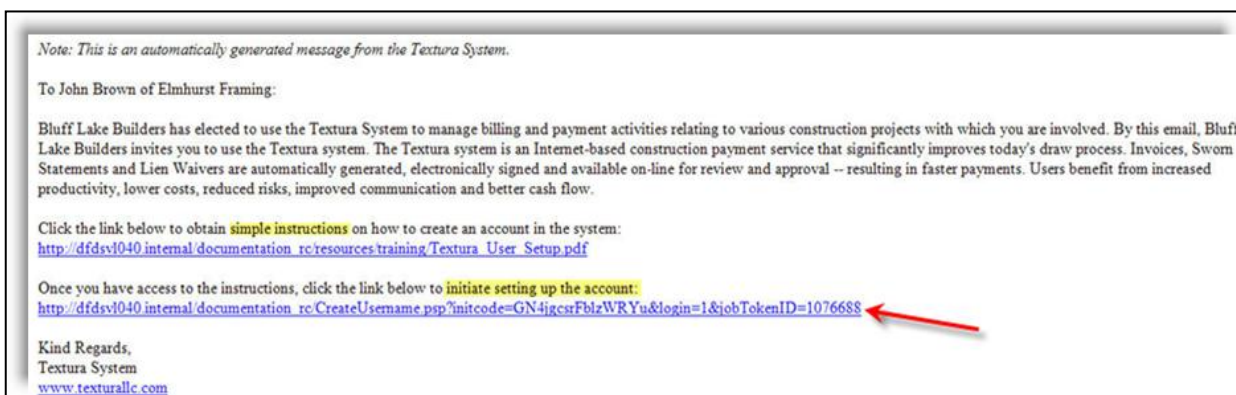 Note: This is an automatically generated message from the Textura System.
To John Brown of Elmhurst Framing:
Bluff Lake Builders has elected to use the Textura System to manage billing and payment activities relating to various construction projects with which you are involved. By this email, Bluff
Lake Builders invites you to use the Textura system. The Textura system is an Internet-based construction payment service that significantly improves today's draw process. Invoices, Sworn
Statements and Lien Waivers are automatically generated, electronically signed and available on-line for review and approval -- resulting in faster payments. Users benefit from increased
productivity, lower costs, reduced risks, improved communication and better cash flow.
Click the link below to obtain simple instructions on how to create an account in the system:
http://dfdsvl040.internal/documentation_rc/resources/training/Textura_User_Setup.pdf
Once you have access to the instructions, click the link below to initiate setting up the account:
http://dfdsvl040.internal/documentation_rc/CreateUsername.psp?initcode=GN4jgcsrFblzWRYu&login=1&jobTokenID=1076688
Kind Regards,
Textura System
www.texturallc.com